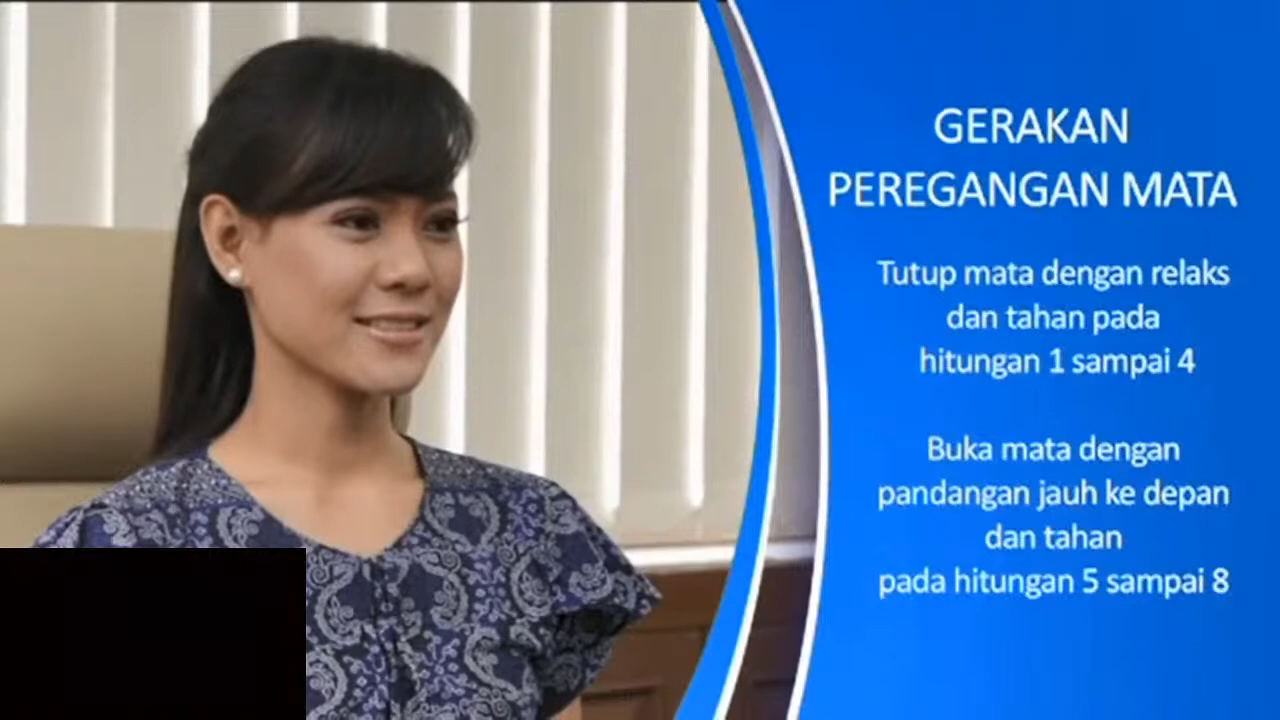 GERAKAN
PEREGANGAN MATA
Tutup mata dengan relaks
dan tahan pada
hitungan 1 sampai 4
Buka mata dengan
pandangan jauh ke depan
dan tahan
pada hitungan 5 sampai 8